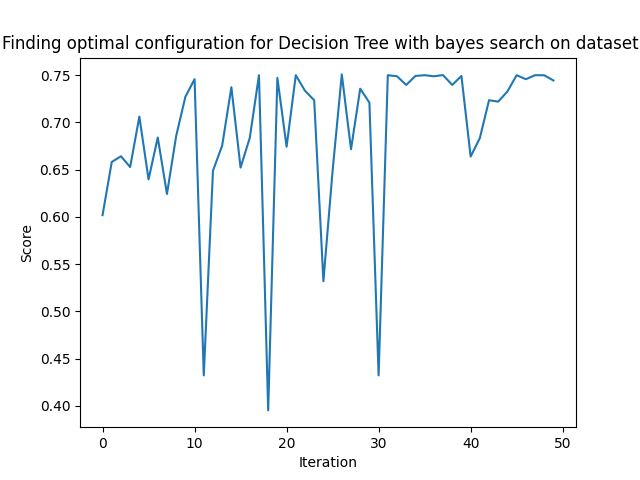 Finding optimal configuration for Decision Tree with bayes search on dataset
0.75
0.70
0.65
0.60
0.55
0.50
0.45
0.40
Score
0 10 20 30 40 50
Iteration